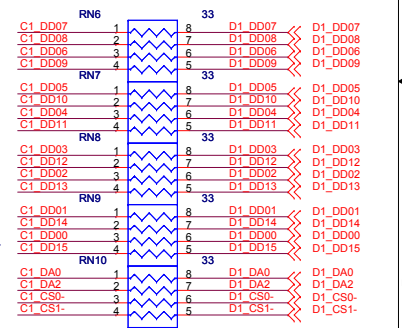 RN6 33
C1_DD07 1 8 D1_DD07 D1_DD07
C1_DD08 2 7 D1_DD08 D1_DD08
C1_DD06 3 6 D1_DD06 D1_DD06
C1_DD09 4 5 D1_DD09 D1_DD09
RN7 33
C1_DD05 1 8 D1_DD05 D1_DD05
C1_DD10 2 7 D1_DD10 D1_DD10
C1_DD04 3 6 D1_DD04 D1_DD04
C1_DD11 4 5 D1_DD11 D1_DD11
RN8 33
C1_DD03 1 8 D1_DD03 D1_DD03
C1_DD12 2 7 D1_DD12 D1_DD12
C1_DD02 3 6 D1_DD02 D1_DD02
C1_DD13 4 5 D1_DD13 D1_DD13
RN9 33
C1_DD01 1 8 D1_DD01 D1_DD01
C1_DD14 2 7 D1_DD14 D1_DD14
C1_DD00 3 6 D1_DD00 D1_DD00
C1_DD15 4 5 D1_DD15 D1_DD15
RN10 33
C1_DA0 1 8 D1_DA0 D1_DA0
C1_DA2 2 7 D1_DA2 D1_DA2
C1_CS0- 3 6 D1_CS0- D1_CS0-
C1_CS1- 4 5 D1_CS1- D1_CS1-